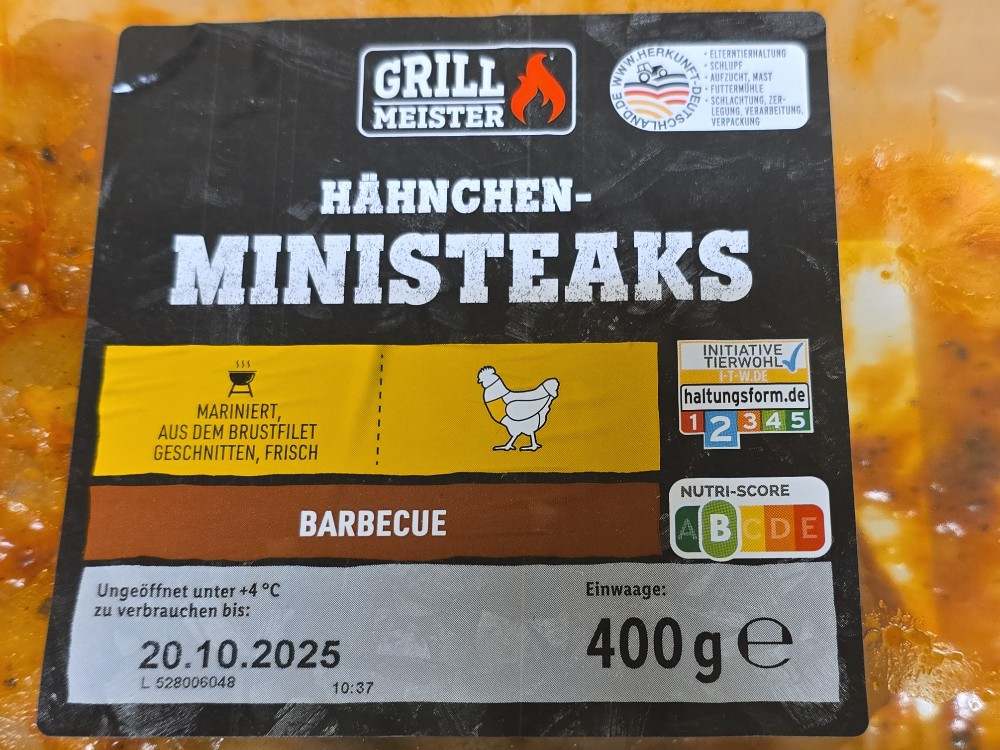 GRILL
MEISTER
WWW.HERKUNFT-DEUTSCHLAND.DE
• ELTERNTIERHALTUNG
• SCHLUPF
• AUFZUCHT, MAST
• FUTTERMÜHLE
• SCHLACHTUNG, ZER-
LEGUNG, VERARBEITUNG,
VERPACKUNG
HÄHNCHEN-
MINISTEAKS
MARINIERT,
AUS DEM BRUSTFILET
GESCHNITTEN, FRISCH
INITIATIVE
TIERWOHL
I-T-W.DE
haltungsform.de
1 2 3 4 5
NUTRI-SCORE
A B C D E
BARBECUE
Ungeöffnet unter +4 °C
zu verbrauchen bis:
20.10.2025
L 528006048 10:37
Einwaage:
400 g e